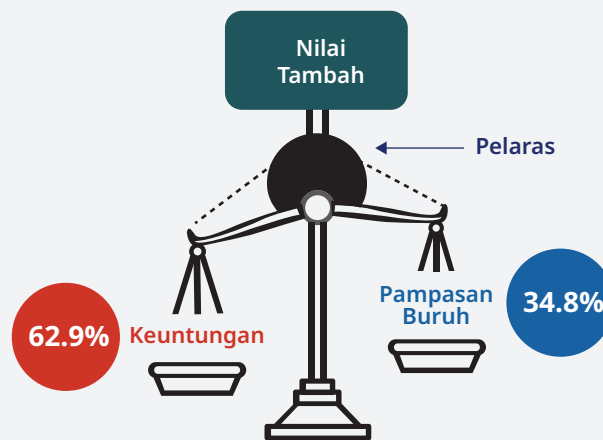 Nilai
Tambah
Pelaras
62.9%
Keuntungan
Pampasan
Buruh
34.8%